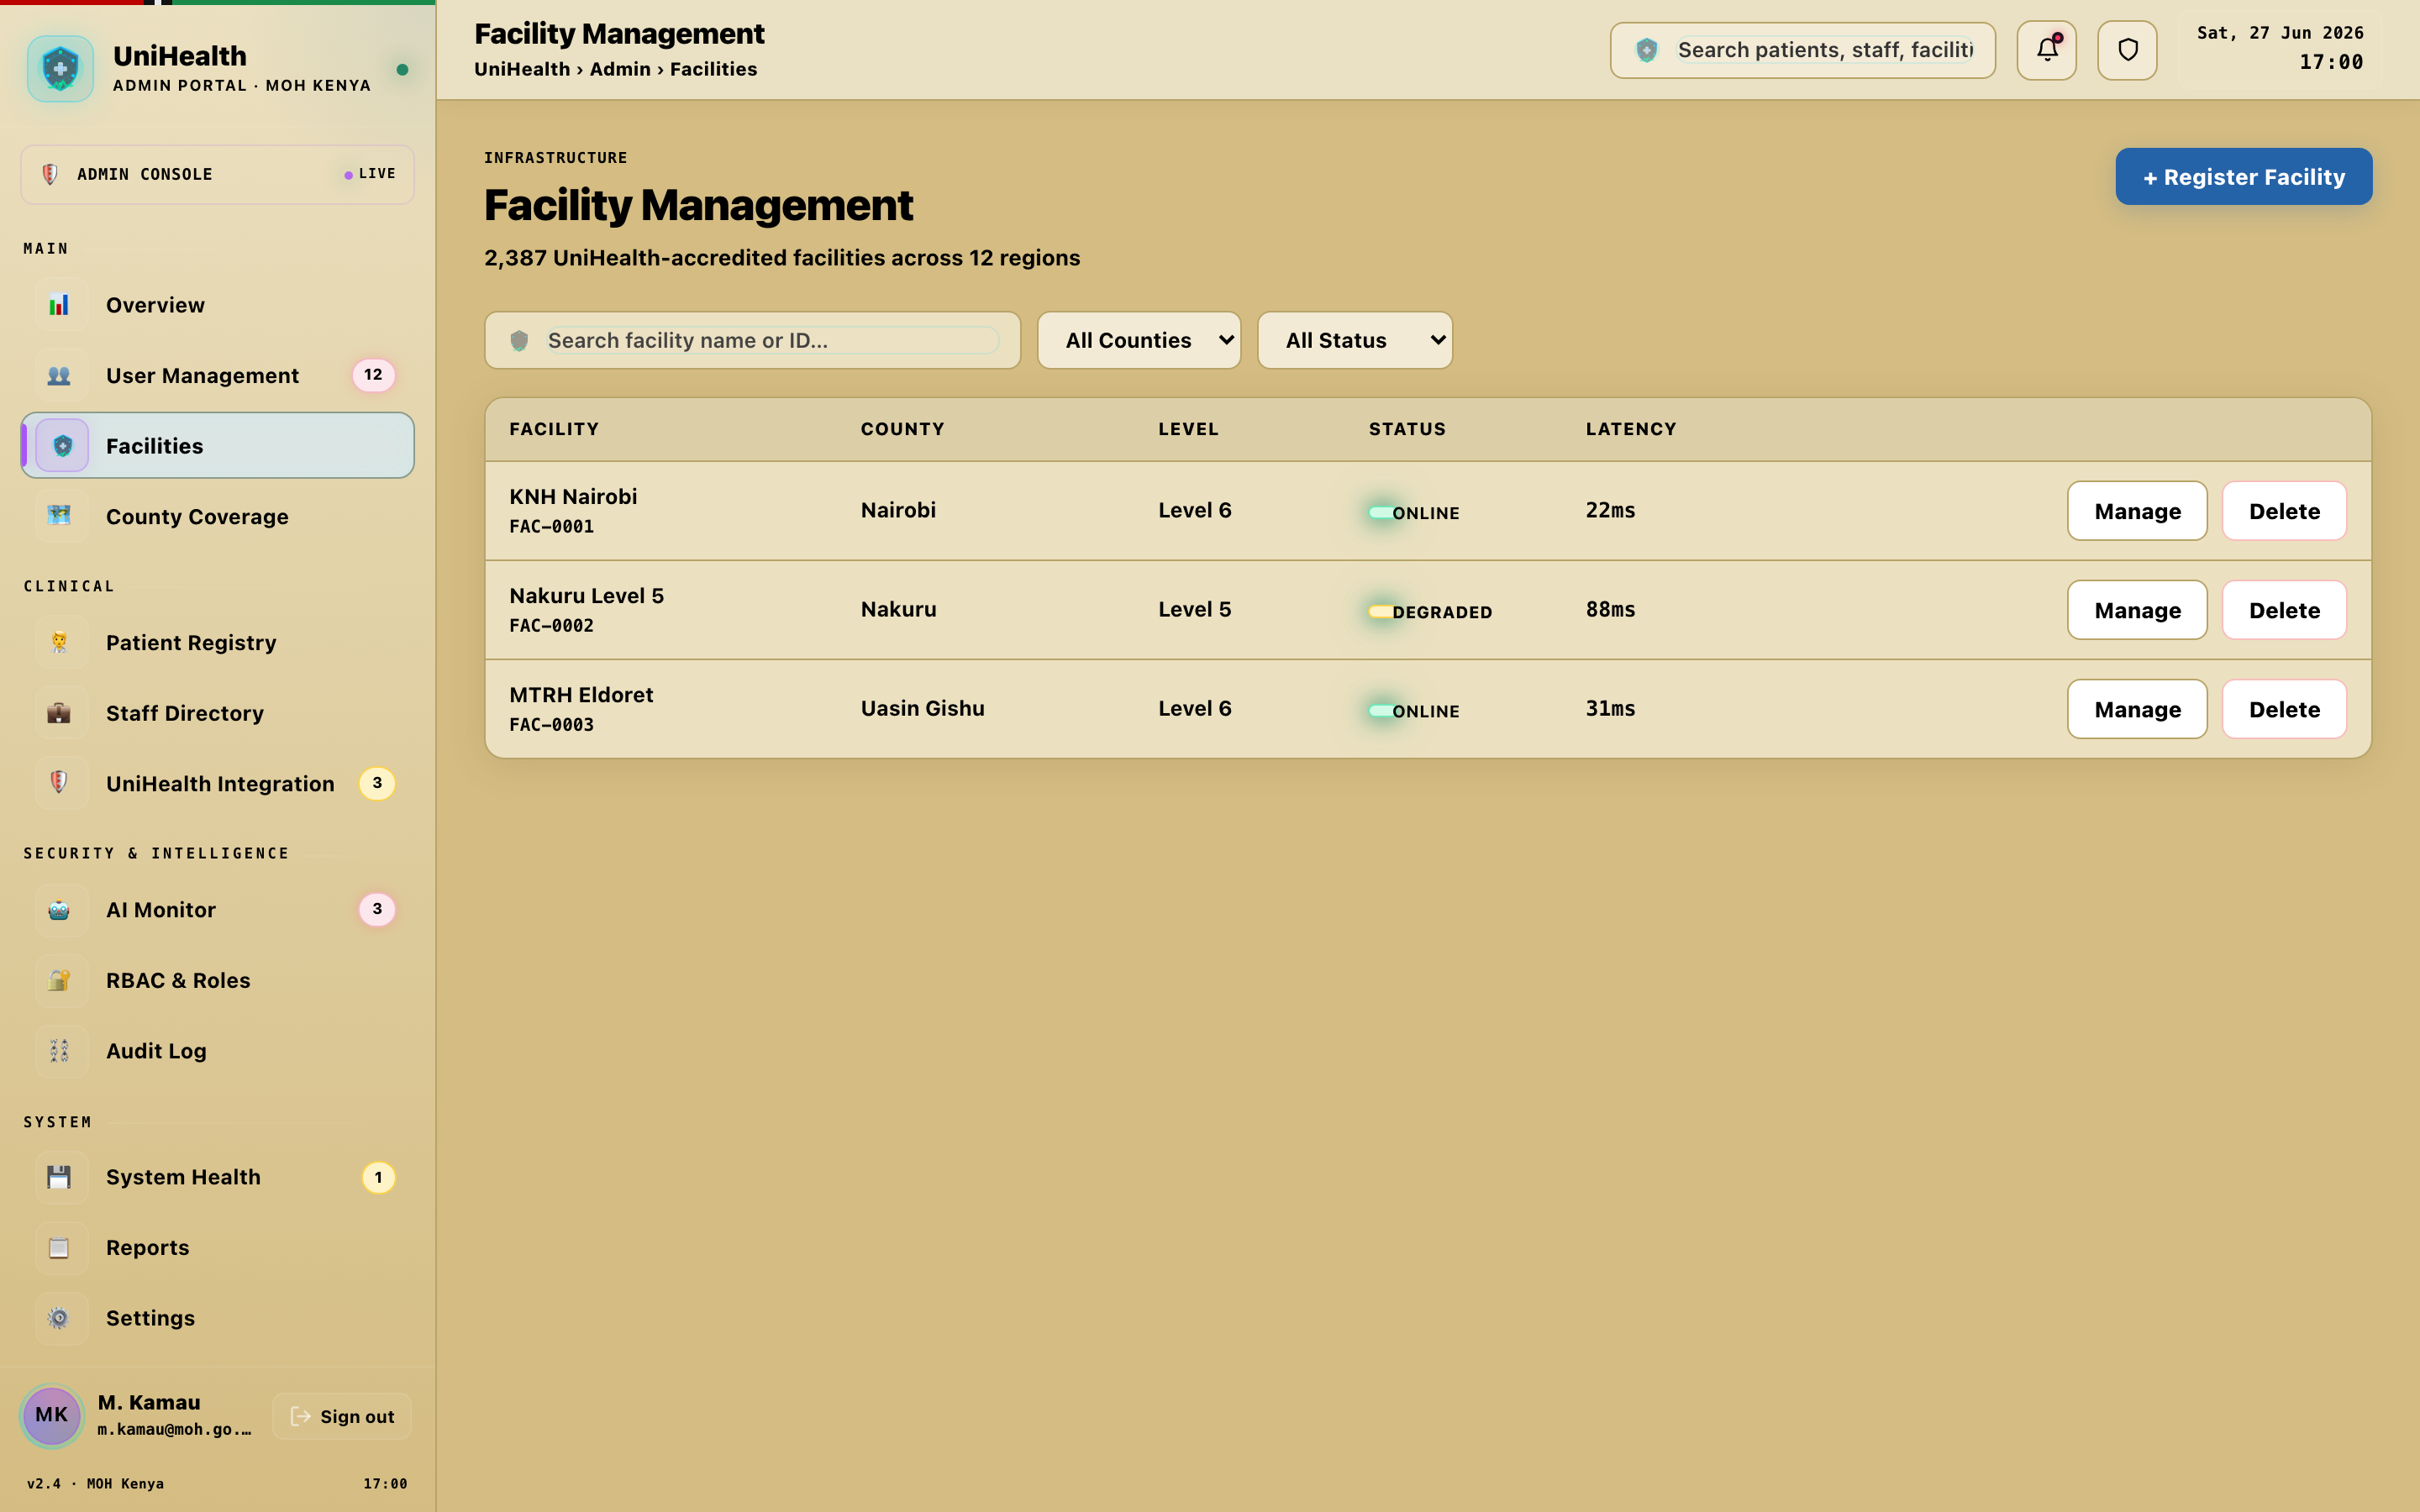 UniHealth
ADMIN PORTAL · MOH KENYA
ADMIN CONSOLE
LIVE
MAIN
Overview
User Management
12
Facilities
County Coverage
CLINICAL
Patient Registry
Staff Directory
UniHealth Integration
3
SECURITY & INTELLIGENCE
AI Monitor
3
RBAC & Roles
Audit Log
SYSTEM
System Health
1
Reports
Settings
MK
M. Kamau
m.kamau@moh.go.…
Sign out
v2.4 · MOH Kenya
17:00
Facility Management
UniHealth › Admin › Facilities
Search patients, staff, faciliti
Sat, 27 Jun 2026
17:00
INFRASTRUCTURE
Facility Management
2,387 UniHealth-accredited facilities across 12 regions
+ Register Facility
Search facility name or ID...
All Counties
All Status
FACILITY COUNTY LEVEL STATUS LATENCY
KNH Nairobi
FAC-0001
Nairobi
Level 6
ONLINE
22ms
Manage
Delete
Nakuru Level 5
FAC-0002
Nakuru
Level 5
DEGRADED
88ms
Manage
Delete
MTRH Eldoret
FAC-0003
Uasin Gishu
Level 6
ONLINE
31ms
Manage
Delete